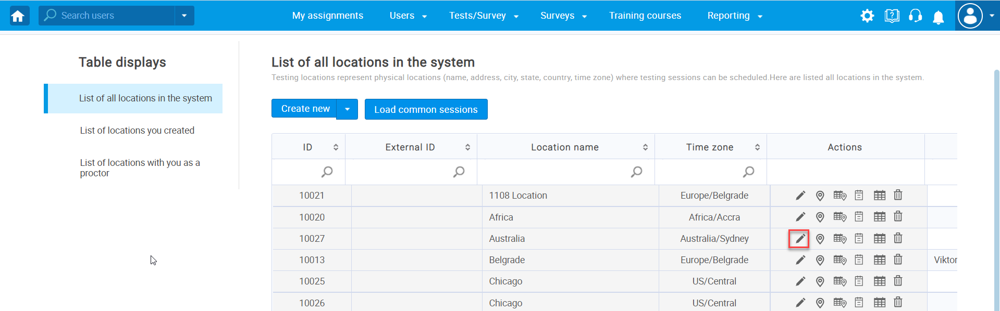 Search users
My assignments Users Tests/Survey Surveys Training courses Reporting
Table displays
List of all locations in the system
List of locations you created
List of locations with you as a
proctor
List of all locations in the system
Testing locations represent physical locations (name, address, city, state, country, time zone) where testing sessions can be scheduled.Here are listed all locations in the system.
Create new Load common sessions
ID External ID Location name Time zone Actions
10021 1108 Location Europe/Belgrade
10020 Africa Africa/Accra
10027 Australia Australia/Sydney
10013 Belgrade Europe/Belgrade Viktor
10025 Chicago US/Central
10026 Chicago US/Central